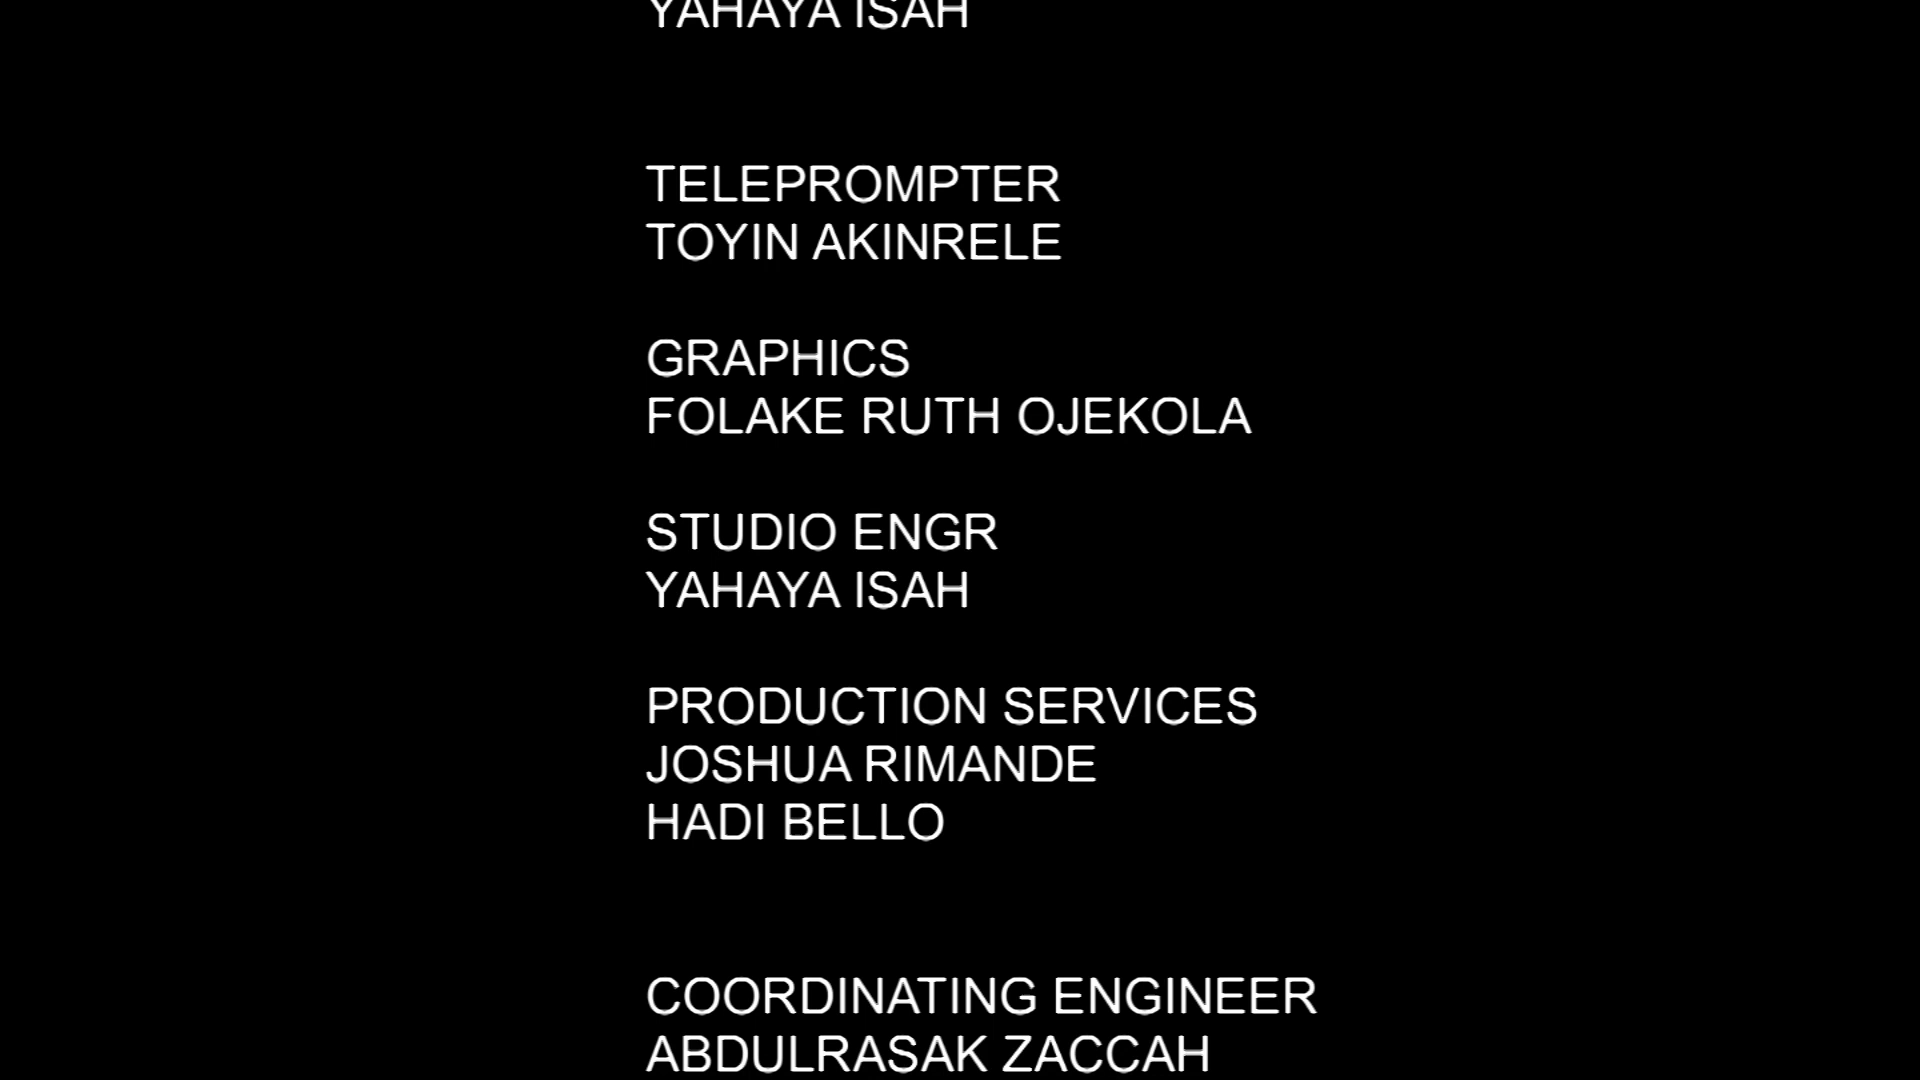 YAHAYA ISAH
TELEPROMPTER
TOYIN AKINRELE
GRAPHICS
FOLAKE RUTH OJEKOLA
STUDIO ENGR
YAHAYA ISAH
PRODUCTION SERVICES
JOSHUA RIMANDE
HADI BELLO
COORDINATING ENGINEER
ABDULRASAK ZACCAH